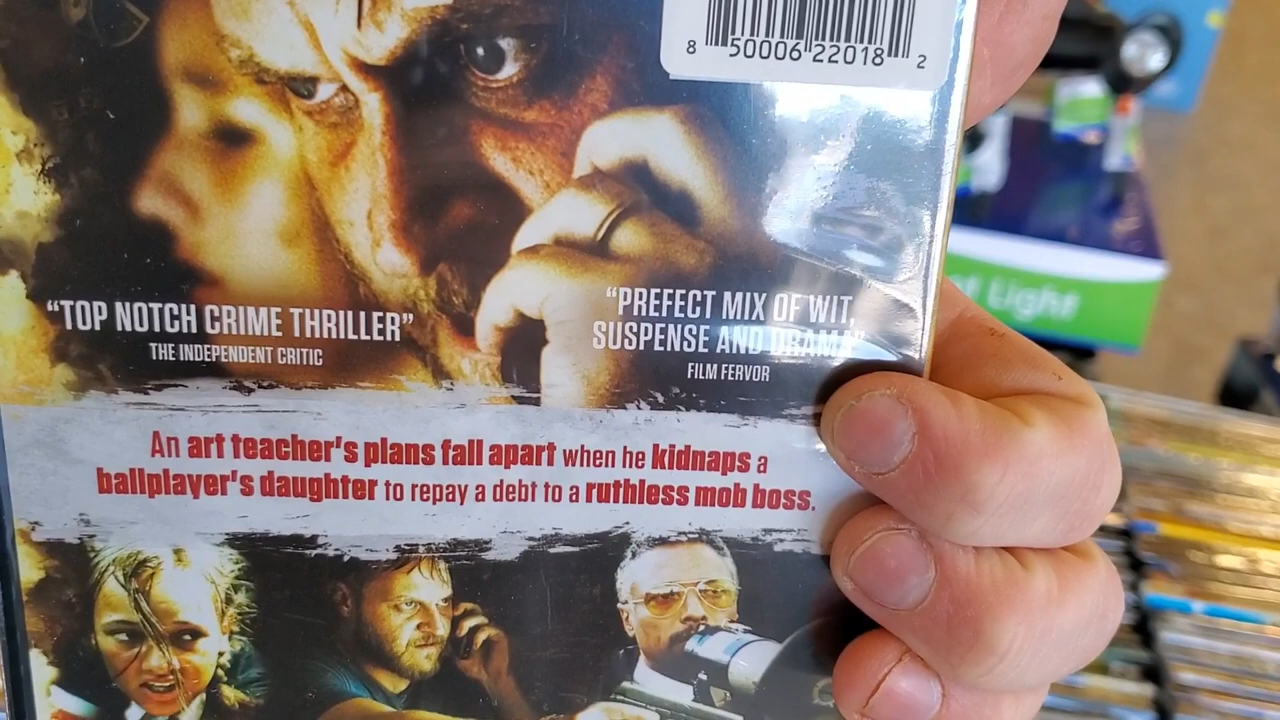 8 50006 22018 2
"TOP NOTCH CRIME THRILLER"
THE INDEPENDENT CRITIC
"PREFECT MIX OF WIT,
SUSPENSE AND DRAMA"
FILM FERVOR
An art teacher's plans fall apart when he kidnaps a
ballplayer's daughter to repay a debt to a ruthless mob boss.
Light